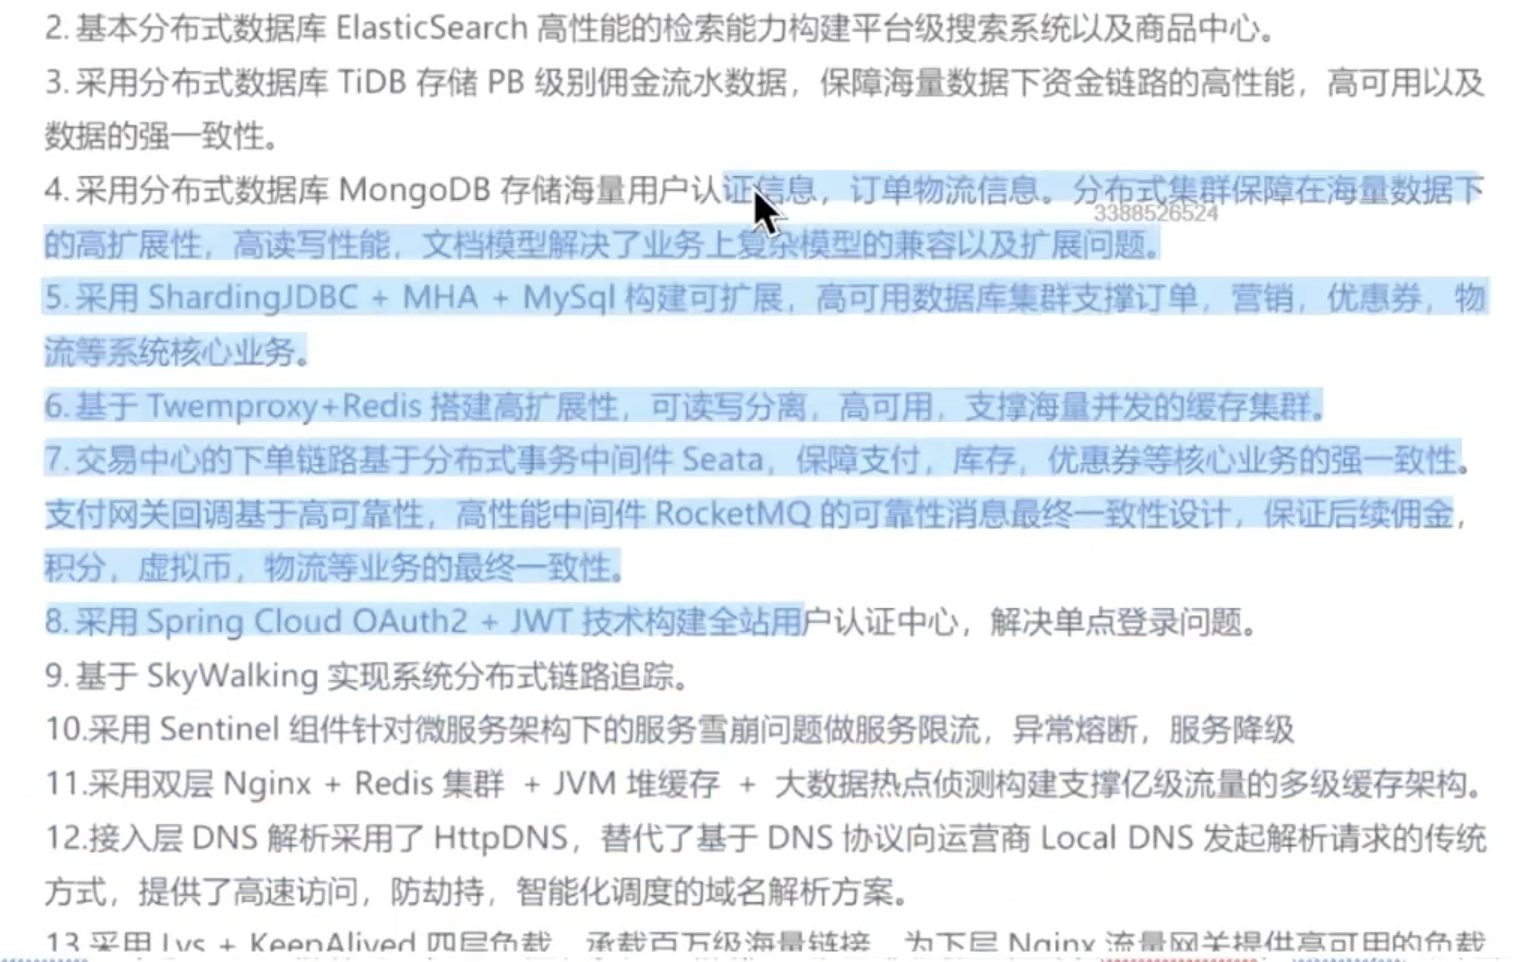 2. 基本分布式数据库 ElasticSearch 高性能的检索能力构建平台级搜索系统以及商品中心。
3. 采用分布式数据库 TiDB 存储 PB 级别佣金流水数据，保障海量数据下资金链路的高性能，高可用以及
数据的强一致性。
4. 采用分布式数据库 MongoDB 存储海量用户认证信息，订单物流信息。分布式集群保障在海量数据下
3388526524
的高扩展性，高读写性能，文档模型解决了业务上复杂模型的兼容以及扩展问题。
5. 采用 ShardingJDBC + MHA + MySql 构建可扩展，高可用数据库集群支撑订单，营销，优惠券，物
流等系统核心业务。
6. 基于 Twemproxy+Redis 搭建高扩展性，可读写分离，高可用，支撑海量并发的缓存集群。
7. 交易中心的下单链路基于分布式事务中间件 Seata，保障支付，库存，优惠券等核心业务的强一致性。
支付网关回调基于高可靠性，高性能中间件 RocketMQ 的可靠性消息最终一致性设计，保证后续佣金，
积分，虚拟币，物流等业务的最终一致性。
8. 采用 Spring Cloud OAuth2 + JWT 技术构建全站用户认证中心，解决单点登录问题。
9. 基于 SkyWalking 实现系统分布式链路追踪。
10.采用 Sentinel 组件针对微服务架构下的服务雪崩问题做服务限流，异常熔断，服务降级
11.采用双层 Nginx + Redis 集群 + JVM 堆缓存 + 大数据热点侦测构建支撑亿级流量的多级缓存架构。
12.接入层 DNS 解析采用了 HttpDNS，替代了基于 DNS 协议向运营商 Local DNS 发起解析请求的传统
方式，提供了高速访问，防劫持，智能化调度的域名解析方案。
13.采用 Lvs + KeepAlived 四层负载，承载百万级海量链接，为下层 Nginx 流量网关提供高可用的负载